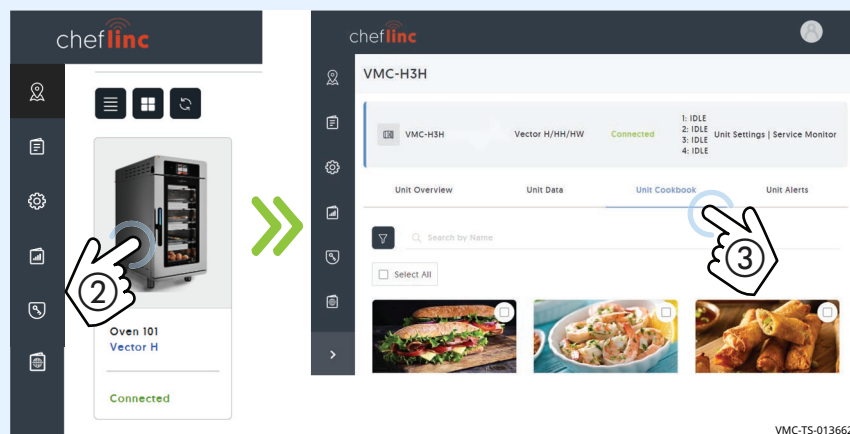 cheflinc
Oven 101
Vector H
Connected
2
cheflinc
VMC-H3H
VMC-H3H
Vector H/HH/HW
Connected
1: IDLE
2: IDLE
3: IDLE
4: IDLE
Unit Settings | Service Monitor
Unit Overview
Unit Data
Unit Cookbook
Unit Alerts
3
Search by Name
Select All
VMC-TS-013662